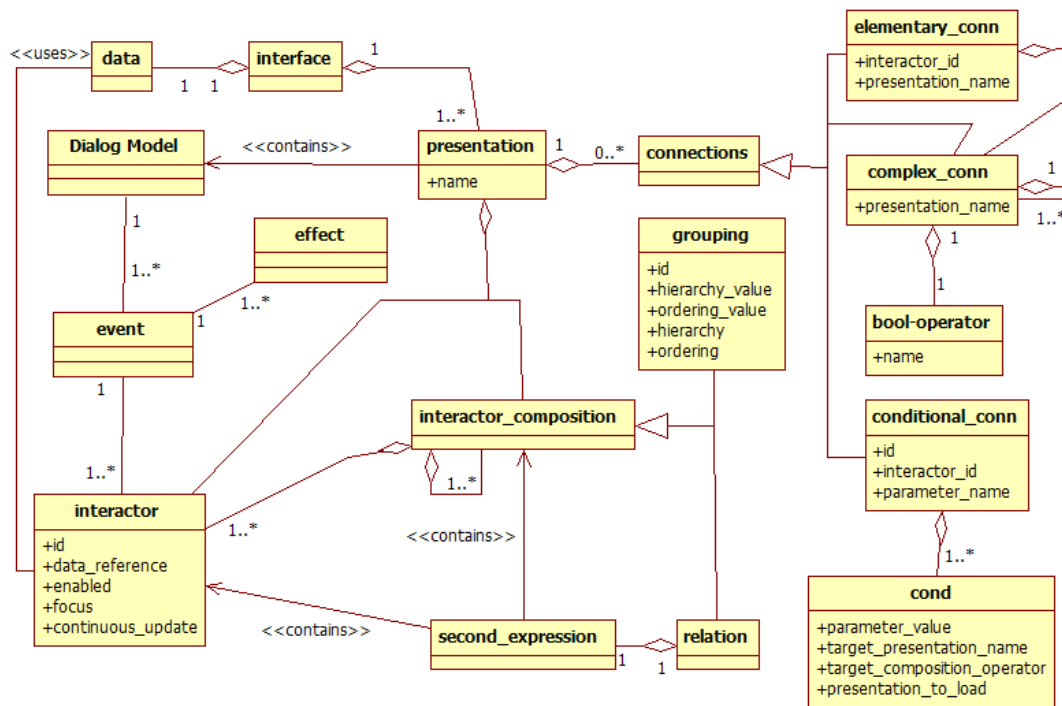 elementary_conn
+interactor_id
+presentation_name
<<uses>>
data
interface
1
1
1
1..*
Dialog Model
<<contains>>
presentation
+name
1
0..*
connections
complex_conn
+presentation_name
1
1..*
1
1
bool-operator
+name
effect
1
1..*
1..*
1
event
1
1..*
grouping
+id
+hierarchy_value
+ordering_value
+hierarchy
+ordering
interactor_composition
1..*
1..*
conditional_conn
+id
+interactor_id
+parameter_name
1..*
interactor
+id
+data_reference
+enabled
+focus
+continuous_update
<<contains>>
<<contains>>
second_expression
1
1
relation
cond
+parameter_value
+target_presentation_name
+target_composition_operator
+presentation_to_load